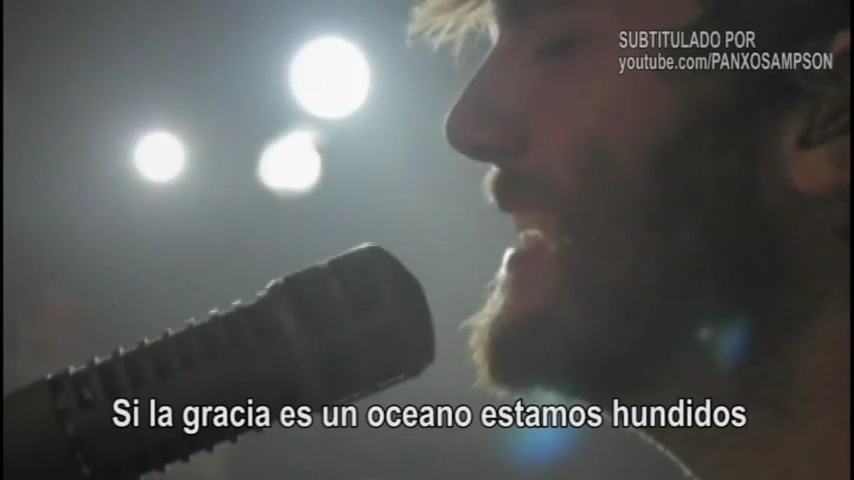 SUBTITULADO POR
youtube.com/PANXOSAMPSON
Si la gracia es un oceano estamos hundidos